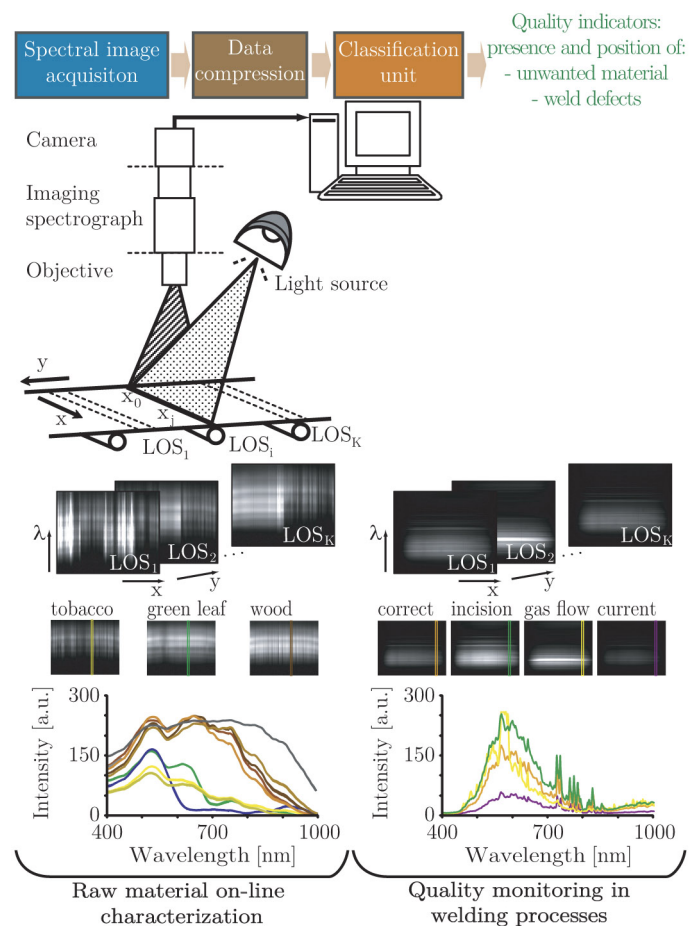 Spectral image
acquisiton
Data
compression
Classification
unit
Quality indicators:
presence and position of:
- unwanted material
- weld defects
Camera
Imaging
spectrograph
Objective
Light source
y
x
x0
xj
LOS1
LOSi
LOSK
λ
LOS1
LOS2
LOSK
x
y
...
λ
LOS1
LOS2
LOSK
x
y
...
tobacco
green leaf
wood
correct
incision
gas flow
current
Intensity [a.u.]
300
150
0
400
700
1000
Wavelength [nm]
Intensity [a.u.]
300
150
0
400
700
1000
Wavelength [nm]
Raw material on-line
characterization
Quality monitoring in
welding processes